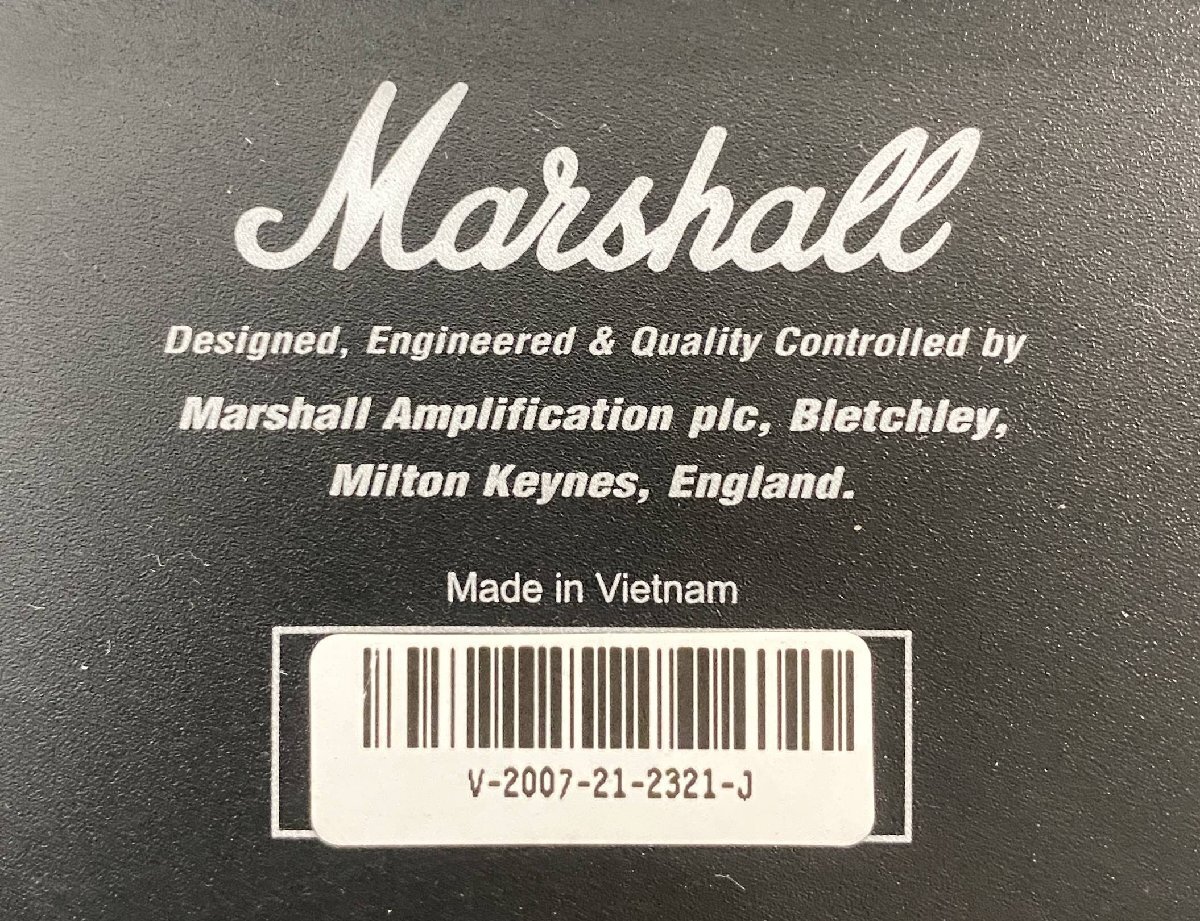 Marshall
Designed, Engineered & Quality Controlled by
Marshall Amplification plc, Bletchley,
Milton Keynes, England.
Made in Vietnam
V-2007-21-2321-J